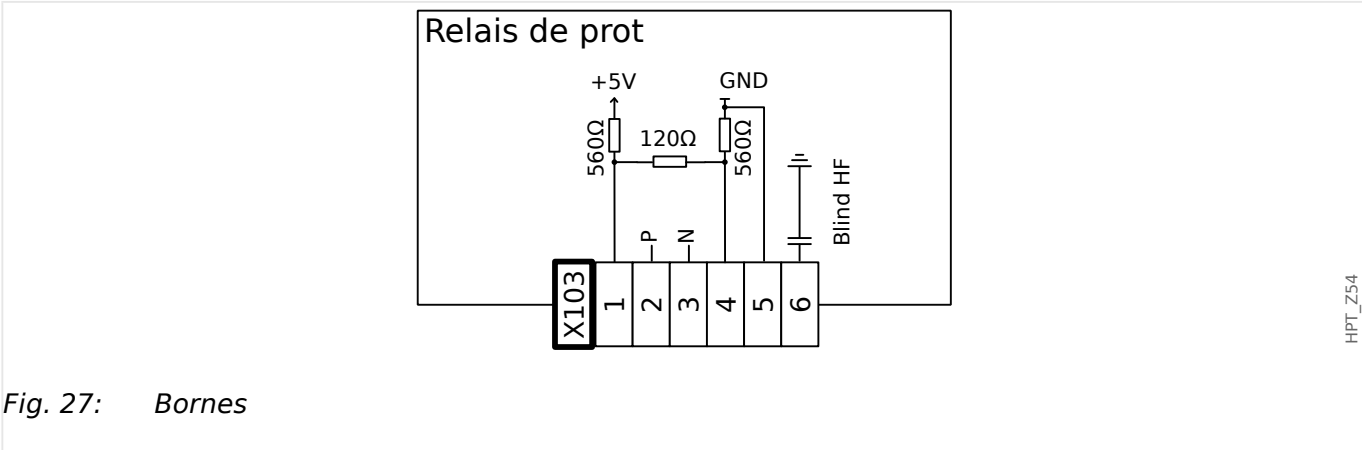 Relais de prot
+5V
GND
560Ω
120Ω
560Ω
Blind HF
P
N
X103
1
2
3
4
5
6
HPT_Z54
Fig. 27: Bornes